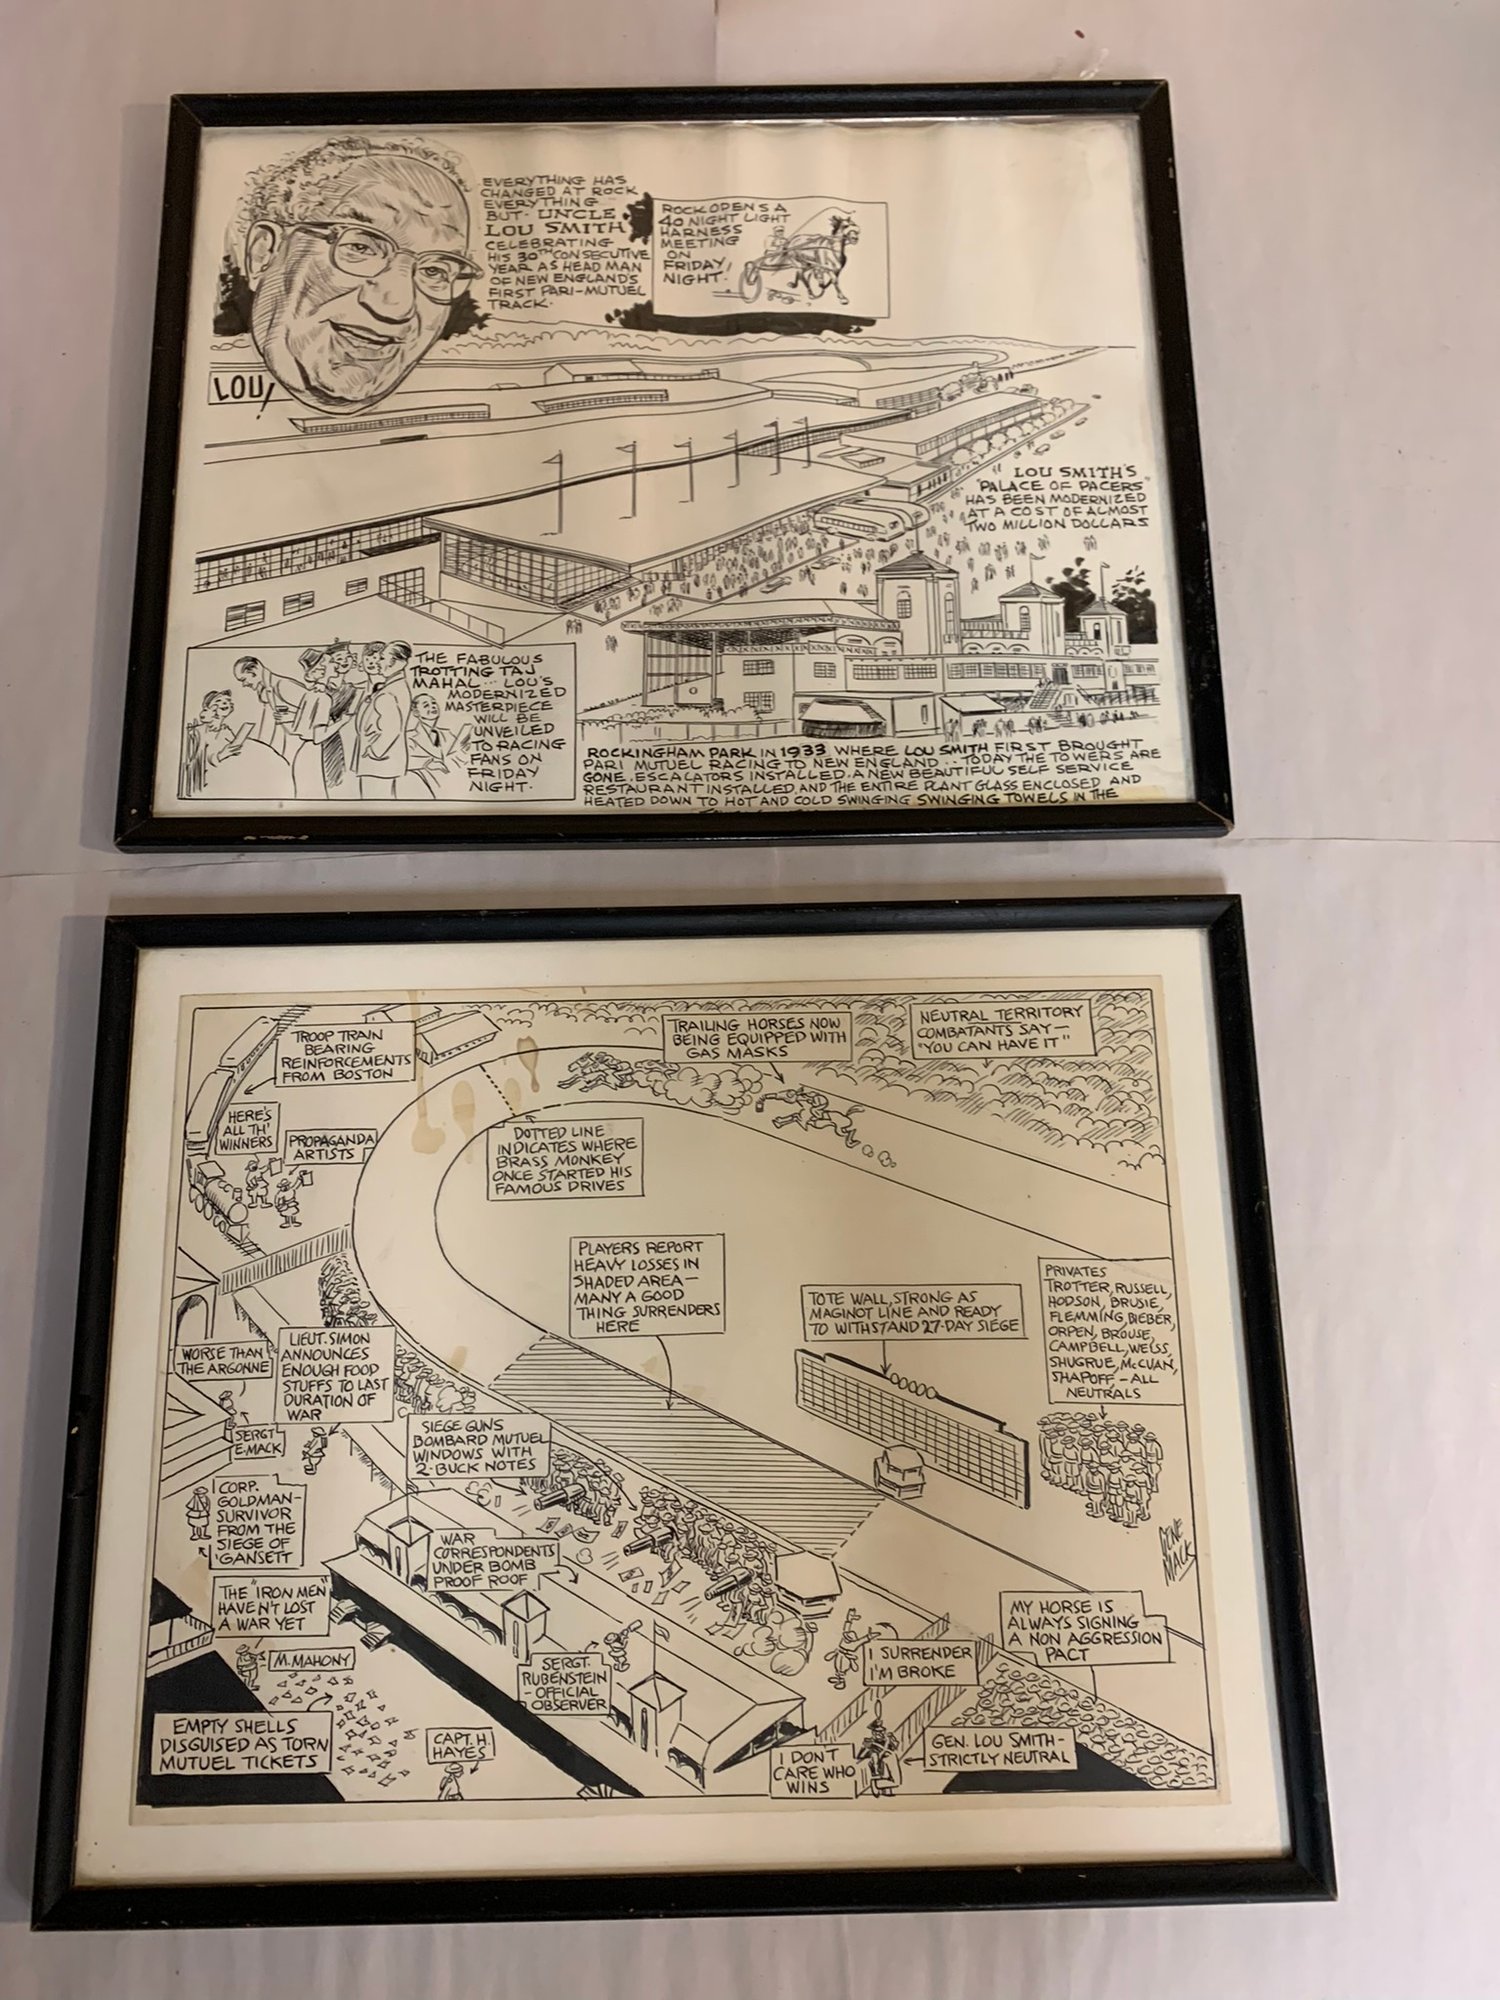 EVERYTHING HAS
CHANGED AT ROCK
EVERYTHING
BUT - UNCLE
LOU SMITH
CELEBRATING
HIS 30TH CONSECUTIVE
YEAR AS HEAD MAN
OF NEW ENGLAND'S
FIRST PARI-MUTUEL
TRACK.
ROCK OPENS A
40 NIGHT LIGHT
HARNESS
MEETING
ON
FRIDAY
NIGHT.
LOU!
LOU SMITH'S
"PALACE OF PACERS"
HAS BEEN MODERNIZED
AT A COST OF ALMOST
TWO MILLION DOLLARS
THE FABULOUS
TROTTING TAJ
MAHAL... LOU'S
MODERNIZED
MASTERPIECE
WILL BE
UNVEILED
TO RACING
FANS ON
FRIDAY
NIGHT.
ROCKINGHAM PARK IN 1933 WHERE LOU SMITH FIRST BROUGHT
PARI MUTUEL RACING TO NEW ENGLAND.. TODAY THE TOWERS ARE
GONE. ESCALATORS INSTALLED. A NEW BEAUTIFUL SELF SERVICE
RESTAURANT INSTALLED, AND THE ENTIRE PLANT GLASS ENCLOSED AND
HEATED DOWN TO HOT AND COLD SWINGING SWINGING TOWELS IN THE
TROOP TRAIN
BEARING
REINFORCEMENTS
FROM BOSTON
TRAILING HORSES NOW
BEING EQUIPPED WITH
GAS MASKS
NEUTRAL TERRITORY
COMBATANTS SAY—
"YOU CAN HAVE IT"
HERE'S
ALL TH'
WINNERS
PROPAGANDA
ARTISTS
DOTTED LINE
INDICATES WHERE
BRASS MONKEY
ONCE STARTED HIS
FAMOUS DRIVES
PLAYERS REPORT
HEAVY LOSSES IN
SHADED AREA—
MANY A GOOD
THING SURRENDERS
HERE
TOTE WALL, STRONG AS
MAGINOT LINE AND READY
TO WITHSTAND 27-DAY SIEGE
PRIVATES
TROTTER, RUSSELL,
HODSON, BRUSIE,
FLEMMING, BIEBER,
ORPEN, BROUSE,
CAMPBELL, WEISS,
SHUGRUE, McCUAN,
SHAPOFF, — ALL
NEUTRALS
WORSE THAN
THE ARGONNE
LIEUT. SIMON
ANNOUNCES
ENOUGH FOOD
STUFFS TO LAST
DURATION OF
WAR
SERGT.
E. MACK
SIEGE GUNS
BOMBARD MUTUEL
WINDOWS WITH
2-BUCK NOTES
CORP.
GOLDMAN—
SURVIVOR
FROM THE
SIEGE OF
'GANSETT
WAR
CORRESPONDENTS
UNDER BOMB
PROOF ROOF
THE "IRON MEN"
HAVEN'T LOST
A WAR YET
GENE
MACK
MY HORSE IS
ALWAYS SIGNING
A NON AGGRESSION
PACT
M. MAHONY
SERGT.
RUBENSTEIN
- OFFICIAL
OBSERVER
I SURRENDER
I'M BROKE
EMPTY SHELLS
DISGUISED AS TORN
MUTUEL TICKETS
CAPT. H.
HAYES
I DON'T
CARE WHO
WINS
GEN. LOU SMITH-
STRICTLY NEUTRAL